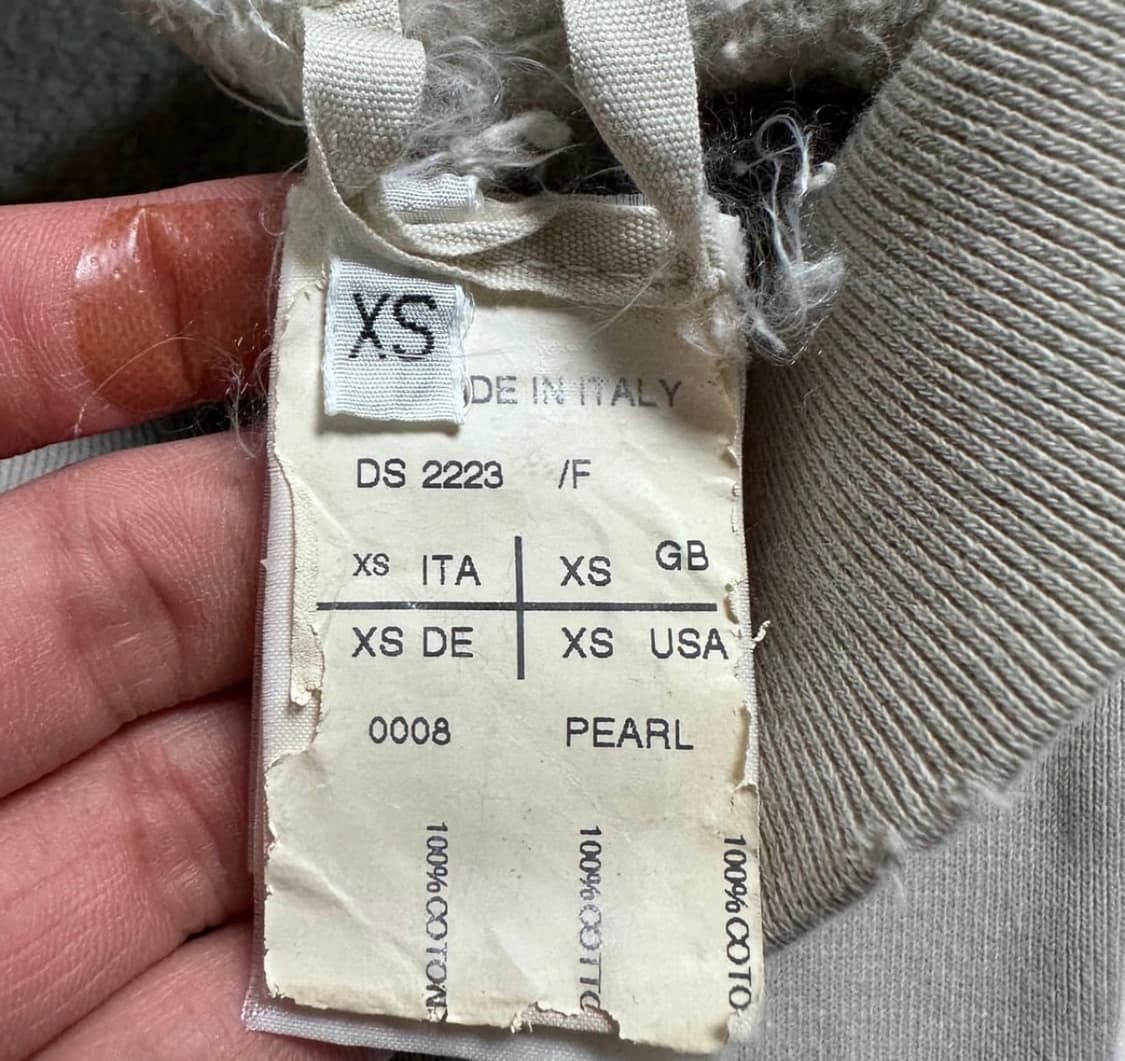 XS
DE IN ITALY
DS 2223 /F
XS ITA XS GB
XS DE XS USA
0008 PEARL
100%COTON
100%COTTO
100%COTO